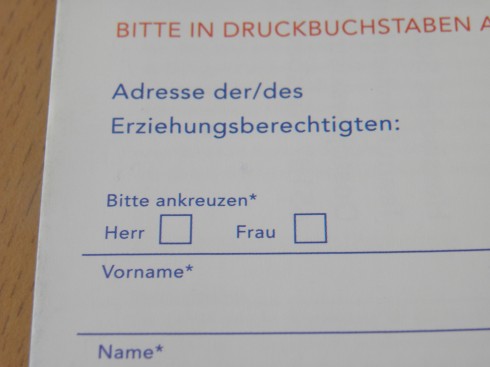 BITTE IN DRUCKBUCHSTABEN
Adresse der/des
Erziehungsberechtigten:
Bitte ankreuzen*
Herr Frau
Vorname*
Name*